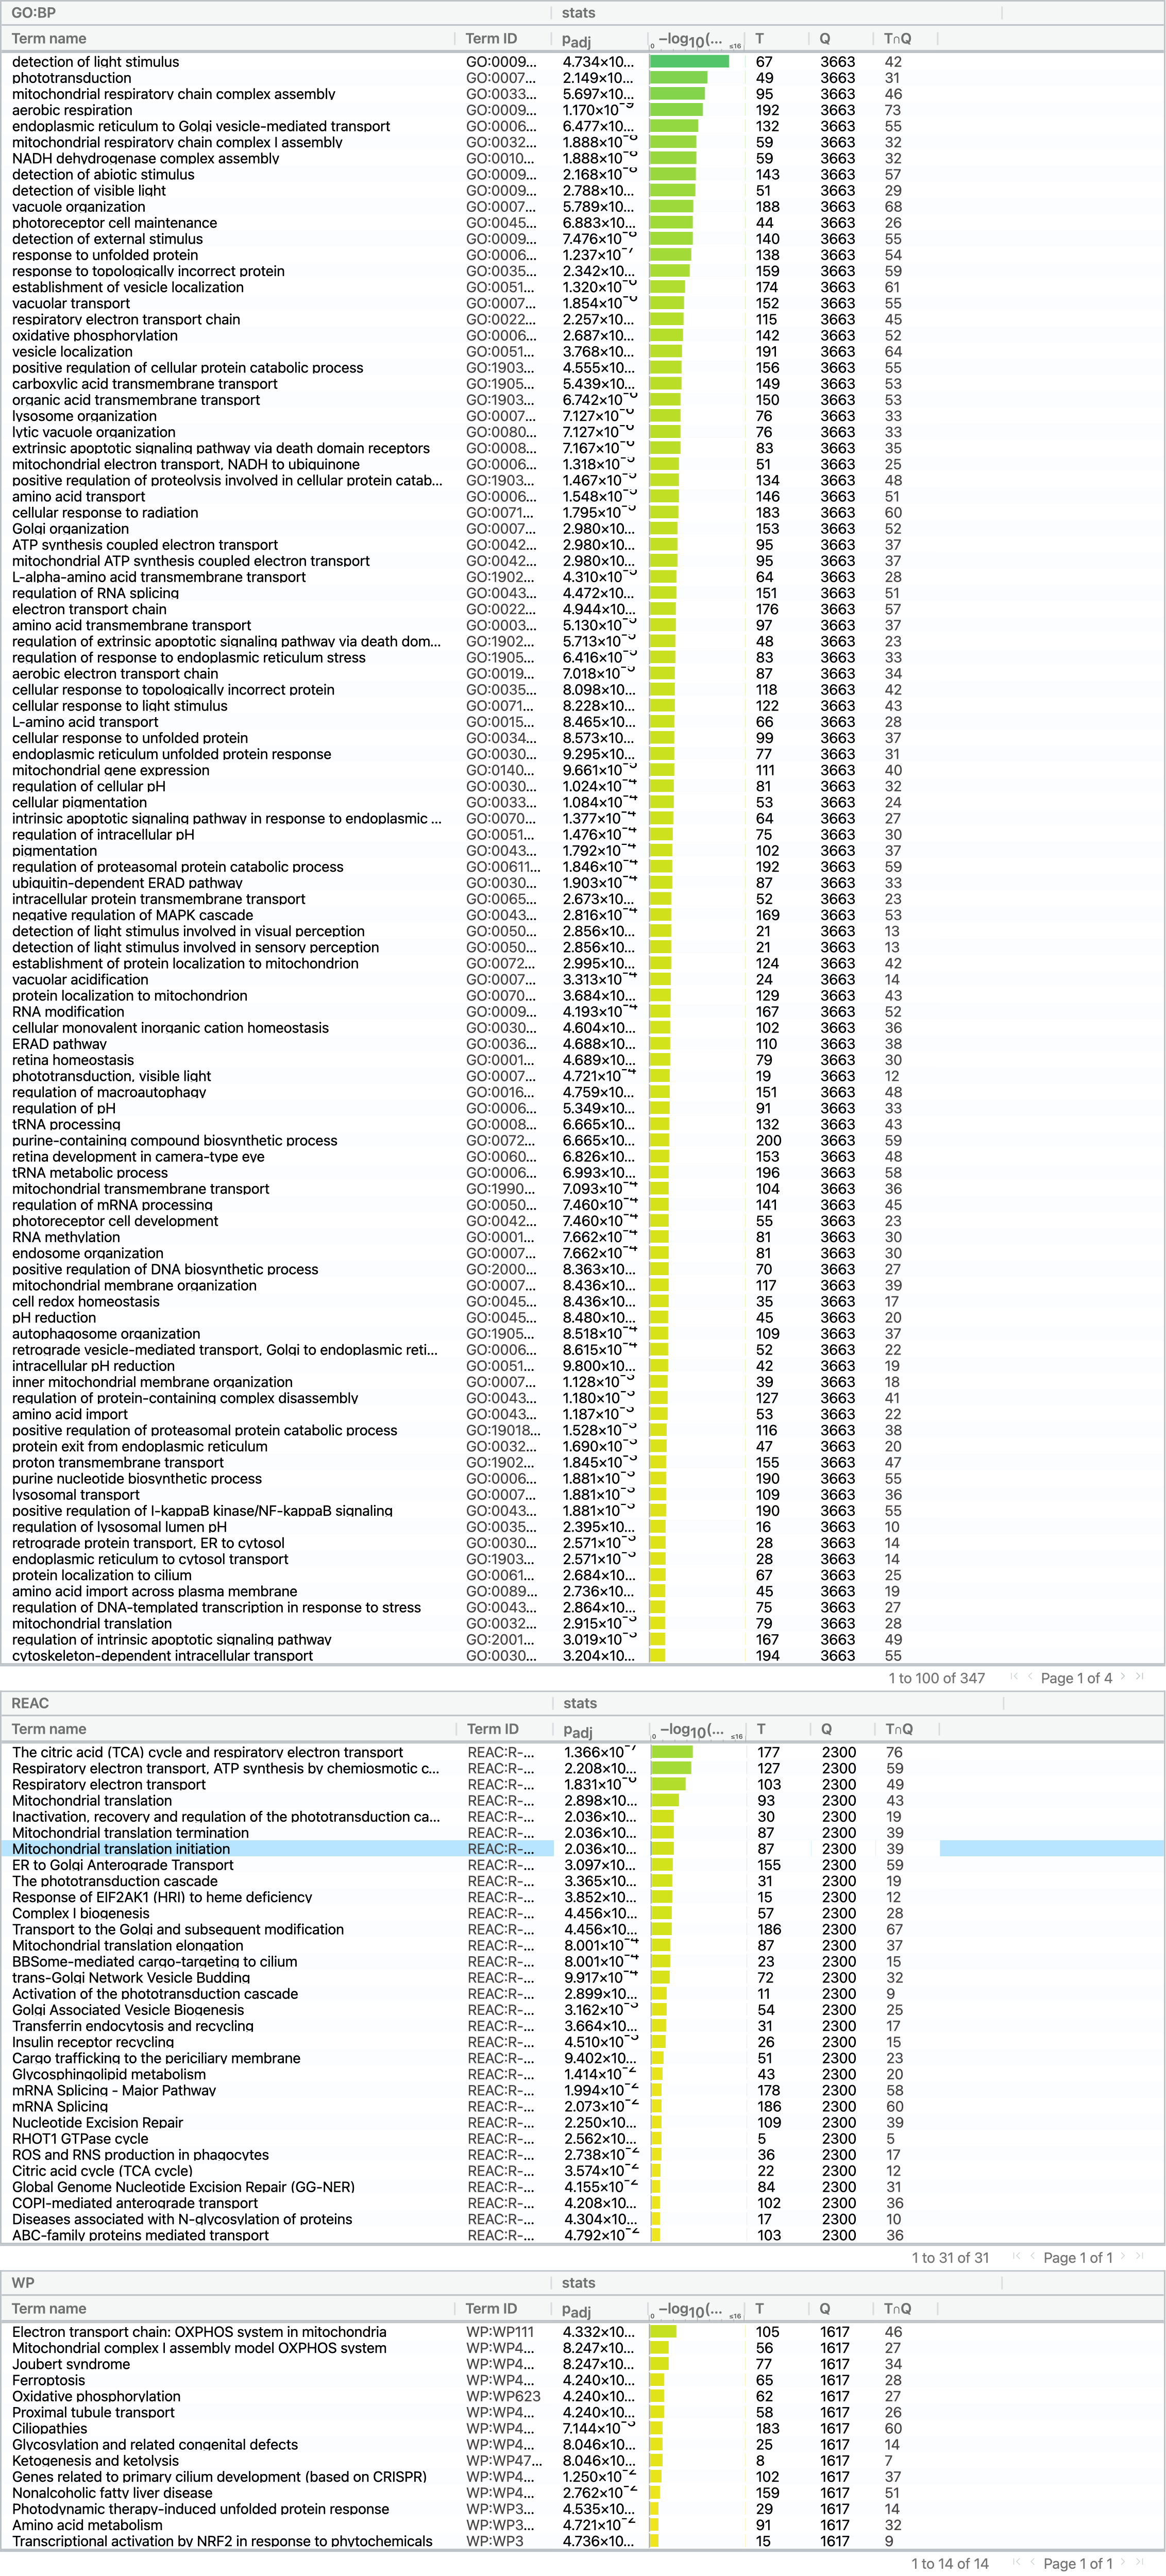 GO:BP stats
Term name Term ID padj −log10(... T Q T∩Q
0 ≤16
detection of light stimulus GO:0009... 4.734×10... 67 3663 42
phototransduction GO:0007... 2.149×10... 49 3663 31
mitochondrial respiratory chain complex assembly GO:0033... 5.697×10... 95 3663 46
aerobic respiration GO:0009... 1.170×10⁻⁹ 192 3663 73
endoplasmic reticulum to Golgi vesicle-mediated transport GO:0006... 6.477×10... 132 3663 55
mitochondrial respiratory chain complex I assembly GO:0032... 1.888×10⁻⁸ 59 3663 32
NADH dehydrogenase complex assembly GO:0010... 1.888×10⁻⁸ 59 3663 32
detection of abiotic stimulus GO:0009... 2.168×10⁻⁸ 143 3663 57
detection of visible light GO:0009... 2.788×10... 51 3663 29
vacuole organization GO:0007... 5.789×10... 188 3663 68
photoreceptor cell maintenance GO:0045... 6.883×10... 44 3663 26
detection of external stimulus GO:0009... 7.476×10⁻⁸ 140 3663 55
response to unfolded protein GO:0006... 1.237×10⁻⁷ 138 3663 54
response to topologically incorrect protein GO:0035... 2.342×10... 159 3663 59
establishment of vesicle localization GO:0051... 1.320×10⁻⁶ 174 3663 61
vacuolar transport GO:0007... 1.854×10⁻⁶ 152 3663 55
respiratory electron transport chain GO:0022... 2.257×10... 115 3663 45
oxidative phosphorylation GO:0006... 2.687×10... 142 3663 52
vesicle localization GO:0051... 3.768×10... 191 3663 64
positive regulation of cellular protein catabolic process GO:1903... 4.555×10... 156 3663 55
carboxylic acid transmembrane transport GO:1905... 5.439×10... 149 3663 53
organic acid transmembrane transport GO:1903... 6.742×10⁻⁶ 150 3663 53
lysosome organization GO:0007... 7.127×10⁻⁶ 76 3663 33
lytic vacuole organization GO:0080... 7.127×10⁻⁶ 76 3663 33
extrinsic apoptotic signaling pathway via death domain receptors GO:0008... 7.167×10⁻⁶ 83 3663 35
mitochondrial electron transport, NADH to ubiquinone GO:0006... 1.318×10⁻⁵ 51 3663 25
positive regulation of proteolysis involved in cellular protein catab... GO:1903... 1.467×10⁻⁵ 134 3663 48
amino acid transport GO:0006... 1.548×10⁻⁵ 146 3663 51
cellular response to radiation GO:0071... 1.795×10⁻⁵ 183 3663 60
Golgi organization GO:0007... 2.980×10... 153 3663 52
ATP synthesis coupled electron transport GO:0042... 2.980×10... 95 3663 37
mitochondrial ATP synthesis coupled electron transport GO:0042... 2.980×10... 95 3663 37
L-alpha-amino acid transmembrane transport GO:1902... 4.310×10⁻⁵ 64 3663 28
regulation of RNA splicing GO:0043... 4.472×10... 151 3663 51
electron transport chain GO:0022... 4.944×10... 176 3663 57
amino acid transmembrane transport GO:0003... 5.130×10⁻⁵ 97 3663 37
regulation of extrinsic apoptotic signaling pathway via death dom... GO:1902... 5.713×10⁻⁵ 48 3663 23
regulation of response to endoplasmic reticulum stress GO:1905... 6.416×10⁻⁵ 83 3663 33
aerobic electron transport chain GO:0019... 7.018×10⁻⁵ 87 3663 34
cellular response to topologically incorrect protein GO:0035... 8.098×10... 118 3663 42
cellular response to light stimulus GO:0071... 8.228×10... 122 3663 43
L-amino acid transport GO:0015... 8.465×10... 66 3663 28
cellular response to unfolded protein GO:0034... 8.573×10... 99 3663 37
endoplasmic reticulum unfolded protein response GO:0030... 9.295×10... 77 3663 31
mitochondrial gene expression GO:0140... 9.661×10⁻⁵ 111 3663 40
regulation of cellular pH GO:0030... 1.024×10⁻⁴ 81 3663 32
cellular pigmentation GO:0033... 1.084×10⁻⁴ 53 3663 24
intrinsic apoptotic signaling pathway in response to endoplasmic ... GO:0070... 1.377×10⁻⁴ 64 3663 27
regulation of intracellular pH GO:0051... 1.476×10⁻⁴ 75 3663 30
pigmentation GO:0043... 1.792×10⁻⁴ 102 3663 37
regulation of proteasomal protein catabolic process GO:00611... 1.846×10⁻⁴ 192 3663 59
ubiquitin-dependent ERAD pathway GO:0030... 1.903×10⁻⁴ 87 3663 33
intracellular protein transmembrane transport GO:0065... 2.673×10... 52 3663 23
negative regulation of MAPK cascade GO:0043... 2.816×10⁻⁴ 169 3663 53
detection of light stimulus involved in visual perception GO:0050... 2.856×10... 21 3663 13
detection of light stimulus involved in sensory perception GO:0050... 2.856×10... 21 3663 13
establishment of protein localization to mitochondrion GO:0072... 2.995×10... 124 3663 42
vacuolar acidification GO:0007... 3.313×10⁻⁴ 24 3663 14
protein localization to mitochondrion GO:0070... 3.684×10... 129 3663 43
RNA modification GO:0009... 4.193×10⁻⁴ 167 3663 52
cellular monovalent inorganic cation homeostasis GO:0030... 4.604×10... 102 3663 36
ERAD pathway GO:0036... 4.688×10... 110 3663 38
retina homeostasis GO:0001... 4.689×10... 79 3663 30
phototransduction, visible light GO:0007... 4.721×10⁻⁴ 19 3663 12
regulation of macroautophagy GO:0016... 4.759×10... 151 3663 48
regulation of pH GO:0006... 5.349×10... 91 3663 33
tRNA processing GO:0008... 6.665×10... 132 3663 43
purine-containing compound biosynthetic process GO:0072... 6.665×10... 200 3663 59
retina development in camera-type eye GO:0060... 6.826×10... 153 3663 48
tRNA metabolic process GO:0006... 6.993×10... 196 3663 58
mitochondrial transmembrane transport GO:1990... 7.093×10⁻⁴ 104 3663 36
regulation of mRNA processing GO:0050... 7.460×10⁻⁴ 141 3663 45
photoreceptor cell development GO:0042... 7.460×10⁻⁴ 55 3663 23
RNA methylation GO:0001... 7.662×10⁻⁴ 81 3663 30
endosome organization GO:0007... 7.662×10⁻⁴ 81 3663 30
positive regulation of DNA biosynthetic process GO:2000... 8.363×10... 70 3663 27
mitochondrial membrane organization GO:0007... 8.436×10... 117 3663 39
cell redox homeostasis GO:0045... 8.436×10... 35 3663 17
pH reduction GO:0045... 8.480×10... 45 3663 20
autophagosome organization GO:1905... 8.518×10⁻⁴ 109 3663 37
retrograde vesicle-mediated transport, Golgi to endoplasmic reti... GO:0006... 8.615×10⁻⁴ 52 3663 22
intracellular pH reduction GO:0051... 9.800×10... 42 3663 19
inner mitochondrial membrane organization GO:0007... 1.128×10⁻³ 39 3663 18
regulation of protein-containing complex disassembly GO:0043... 1.180×10⁻³ 127 3663 41
amino acid import GO:0043... 1.187×10⁻³ 53 3663 22
positive regulation of proteasomal protein catabolic process GO:19018... 1.528×10⁻³ 116 3663 38
protein exit from endoplasmic reticulum GO:0032... 1.690×10⁻³ 47 3663 20
proton transmembrane transport GO:1902... 1.845×10⁻³ 155 3663 47
purine nucleotide biosynthetic process GO:0006... 1.881×10⁻³ 190 3663 55
lysosomal transport GO:0007... 1.881×10⁻³ 109 3663 36
positive regulation of I-kappaB kinase/NF-kappaB signaling GO:0043... 1.881×10⁻³ 190 3663 55
regulation of lysosomal lumen pH GO:0035... 2.395×10... 16 3663 10
retrograde protein transport, ER to cytosol GO:0030... 2.571×10⁻³ 28 3663 14
endoplasmic reticulum to cytosol transport GO:1903... 2.571×10⁻³ 28 3663 14
protein localization to cilium GO:0061... 2.684×10... 67 3663 25
amino acid import across plasma membrane GO:0089... 2.736×10... 45 3663 19
regulation of DNA-templated transcription in response to stress GO:0043... 2.864×10... 75 3663 27
mitochondrial translation GO:0032... 2.915×10⁻³ 79 3663 28
regulation of intrinsic apoptotic signaling pathway GO:2001... 3.019×10⁻³ 167 3663 49
cytoskeleton-dependent intracellular transport GO:0030... 3.204×10... 194 3663 55
1 to 100 of 347 Page 1 of 4
REAC stats
Term name Term ID padj −log10(... T Q T∩Q
0 ≤16
The citric acid (TCA) cycle and respiratory electron transport REAC:R-... 1.366×10⁻⁷ 177 2300 76
Respiratory electron transport, ATP synthesis by chemiosmotic c... REAC:R-... 2.208×10... 127 2300 59
Respiratory electron transport REAC:R-... 1.831×10⁻⁶ 103 2300 49
Mitochondrial translation REAC:R-... 2.898×10... 93 2300 43
Inactivation, recovery and regulation of the phototransduction ca... REAC:R-... 2.036×10... 30 2300 19
Mitochondrial translation termination REAC:R-... 2.036×10... 87 2300 39
Mitochondrial translation initiation REAC:R-... 2.036×10... 87 2300 39
ER to Golgi Anterograde Transport REAC:R-... 3.097×10... 155 2300 59
The phototransduction cascade REAC:R-... 3.365×10... 31 2300 19
Response of EIF2AK1 (HRI) to heme deficiency REAC:R-... 3.852×10... 15 2300 12
Complex I biogenesis REAC:R-... 4.456×10... 57 2300 28
Transport to the Golgi and subsequent modification REAC:R-... 4.456×10... 186 2300 67
Mitochondrial translation elongation REAC:R-... 8.001×10⁻⁴ 87 2300 37
BBSome-mediated cargo-targeting to cilium REAC:R-... 8.001×10⁻⁴ 23 2300 15
trans-Golgi Network Vesicle Budding REAC:R-... 9.917×10⁻⁴ 72 2300 32
Activation of the phototransduction cascade REAC:R-... 2.899×10... 11 2300 9
Golgi Associated Vesicle Biogenesis REAC:R-... 3.162×10⁻³ 54 2300 25
Transferrin endocytosis and recycling REAC:R-... 3.664×10... 31 2300 17
Insulin receptor recycling REAC:R-... 4.510×10⁻³ 26 2300 15
Cargo trafficking to the periciliary membrane REAC:R-... 9.402×10... 51 2300 23
Glycosphingolipid metabolism REAC:R-... 1.414×10⁻² 43 2300 20
mRNA Splicing - Major Pathway REAC:R-... 1.994×10⁻² 178 2300 58
mRNA Splicing REAC:R-... 2.073×10⁻² 186 2300 60
Nucleotide Excision Repair REAC:R-... 2.250×10... 109 2300 39
RHOT1 GTPase cycle REAC:R-... 2.562×10... 5 2300 5
ROS and RNS production in phagocytes REAC:R-... 2.738×10⁻² 36 2300 17
Citric acid cycle (TCA cycle) REAC:R-... 3.574×10⁻² 22 2300 12
Global Genome Nucleotide Excision Repair (GG-NER) REAC:R-... 4.155×10⁻² 84 2300 31
COPI-mediated anterograde transport REAC:R-... 4.208×10... 102 2300 36
Diseases associated with N-glycosylation of proteins REAC:R-... 4.304×10... 17 2300 10
ABC-family proteins mediated transport REAC:R-... 4.792×10⁻² 103 2300 36
1 to 31 of 31 Page 1 of 1
WP stats
Term name Term ID padj −log10(... T Q T∩Q
0 ≤16
Electron transport chain: OXPHOS system in mitochondria WP:WP111 4.332×10... 105 1617 46
Mitochondrial complex I assembly model OXPHOS system WP:WP4... 8.247×10... 56 1617 27
Joubert syndrome WP:WP4... 8.247×10... 77 1617 34
Ferroptosis WP:WP4... 4.240×10... 65 1617 28
Oxidative phosphorylation WP:WP623 4.240×10... 62 1617 27
Proximal tubule transport WP:WP4... 4.240×10... 58 1617 26
Ciliopathies WP:WP4... 7.144×10⁻³ 183 1617 60
Glycosylation and related congenital defects WP:WP4... 8.046×10... 25 1617 14
Ketogenesis and ketolysis WP:WP47... 8.046×10... 8 1617 7
Genes related to primary cilium development (based on CRISPR) WP:WP4... 1.250×10⁻² 102 1617 37
Nonalcoholic fatty liver disease WP:WP4... 2.762×10⁻² 159 1617 51
Photodynamic therapy-induced unfolded protein response WP:WP3... 4.535×10... 29 1617 14
Amino acid metabolism WP:WP3... 4.721×10⁻² 91 1617 32
Transcriptional activation by NRF2 in response to phytochemicals WP:WP3 4.736×10... 15 1617 9
1 to 14 of 14 Page 1 of 1